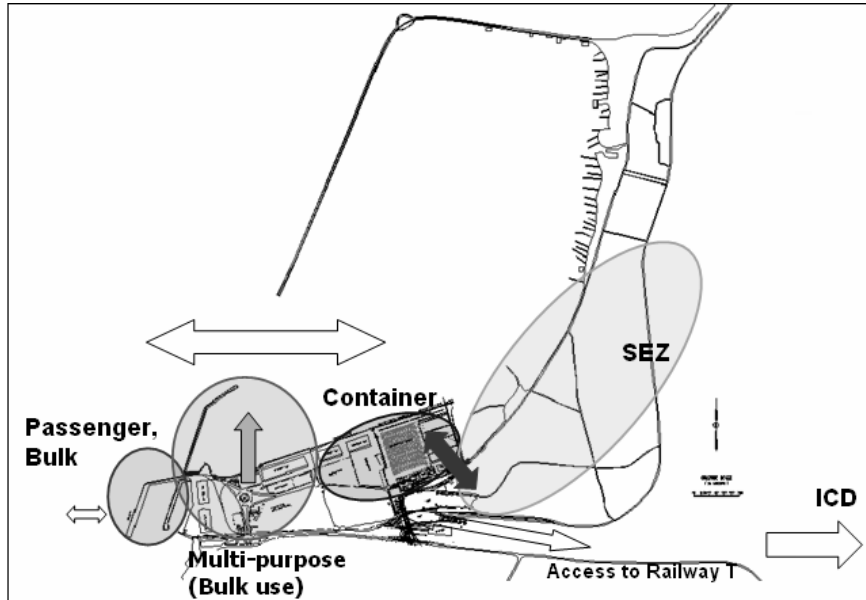 SEZ
Container
Passenger,
Bulk
ICD
Multi-purpose
(Bulk use)
Access to Railway T